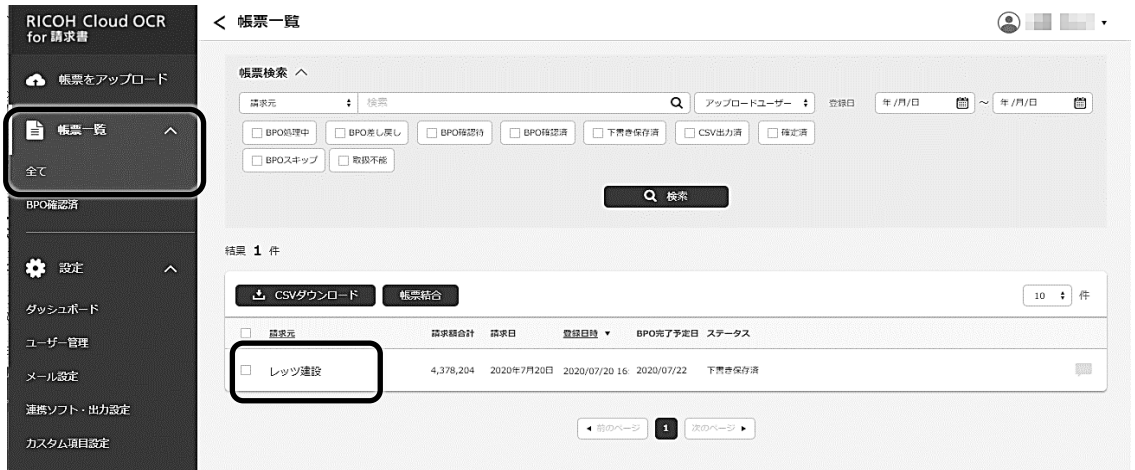 RICOH Cloud OCR
for 請求書
帳票をアップロード
帳票一覧
全て
BPO確認済
設定
ダッシュボード
ユーザー管理
メール設定
連携ソフト・出力設定
カスタム項目設定
帳票一覧
帳票検索
請求元 検索 アップロードユーザー 登録日 年/月/日 ~ 年/月/日
BPO処理中 BPO差し戻し BPO確認待 BPO確認済 下書き保存済 CSV出力済 確定済
BPOスキップ 取扱不能
検索
結果 1 件
CSVダウンロード 帳票結合 10 件
請求元 請求額合計 請求日 登録日時 ▼ BPO完了予定日 ステータス
レッツ建設 4,378,204 2020年7月20日 2020/07/20 16: 2020/07/22 下書き保存済
前のページ 1 次のページ